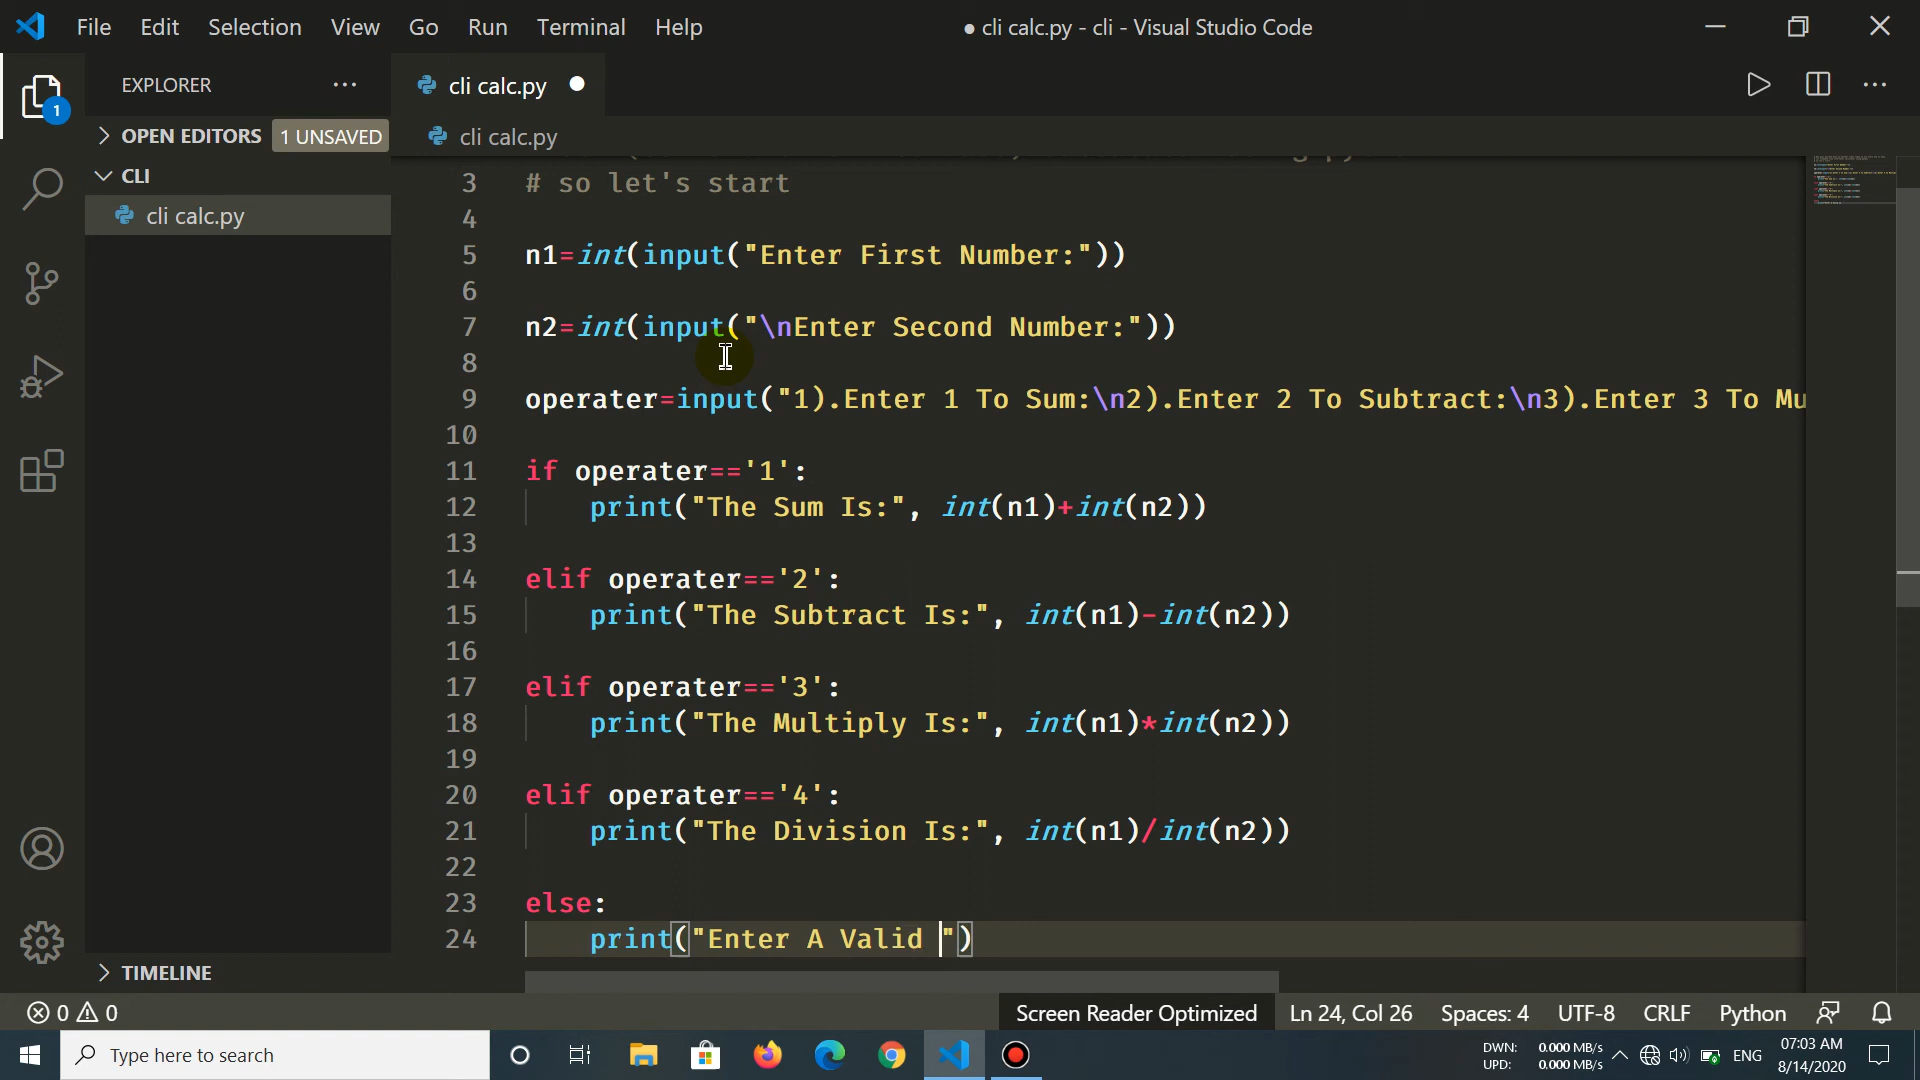 File Edit Selection View Go Run Terminal Help
● cli calc.py - cli - Visual Studio Code
EXPLORER
cli calc.py
OPEN EDITORS 1 UNSAVED
cli calc.py
CLI
cli calc.py
3 # so let's start
4
5 n1=int(input("Enter First Number:"))
6
7 n2=int(input("\nEnter Second Number:"))
8
9 operater=input("1).Enter 1 To Sum:\n2).Enter 2 To Subtract:\n3).Enter 3 To Mu
10
11 if operater=='1':
12 print("The Sum Is:", int(n1)+int(n2))
13
14 elif operater=='2':
15 print("The Subtract Is:", int(n1)-int(n2))
16
17 elif operater=='3':
18 print("The Multiply Is:", int(n1)*int(n2))
19
20 elif operater=='4':
21 print("The Division Is:", int(n1)/int(n2))
22
23 else:
24 print("Enter A Valid ")
1
TIMELINE
0 0
Screen Reader Optimized Ln 24, Col 26 Spaces: 4 UTF-8 CRLF Python
Type here to search
DWN: 0.000 MB/s
UPD: 0.000 MB/s
ENG
07:03 AM
8/14/2020